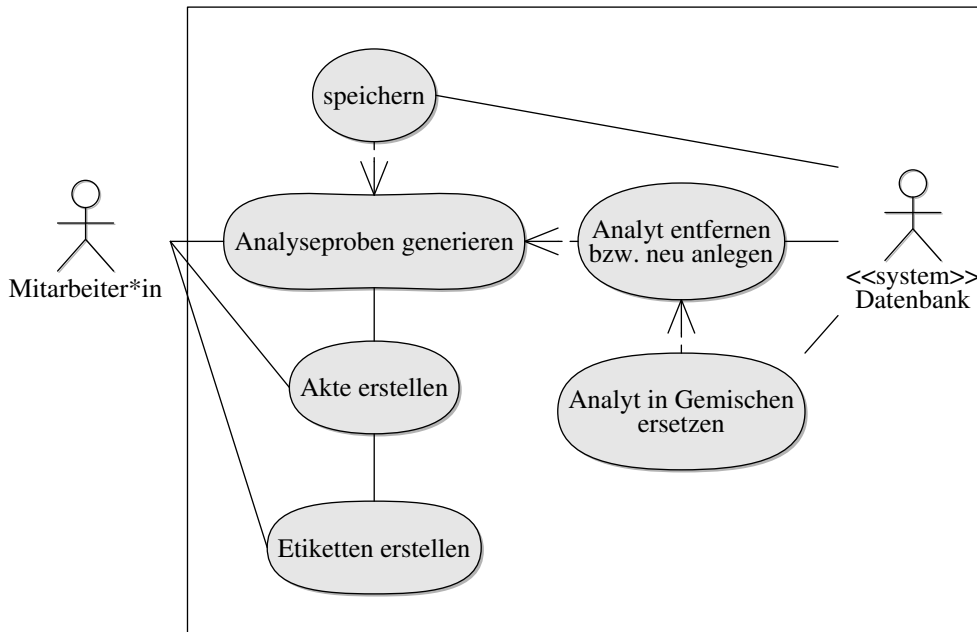 speichern
Mitarbeiter*in
Analyseproben generieren
Analyt entfernen
bzw. neu anlegen
<<system>>
Datenbank
Akte erstellen
Analyt in Gemischen
ersetzen
Etiketten erstellen